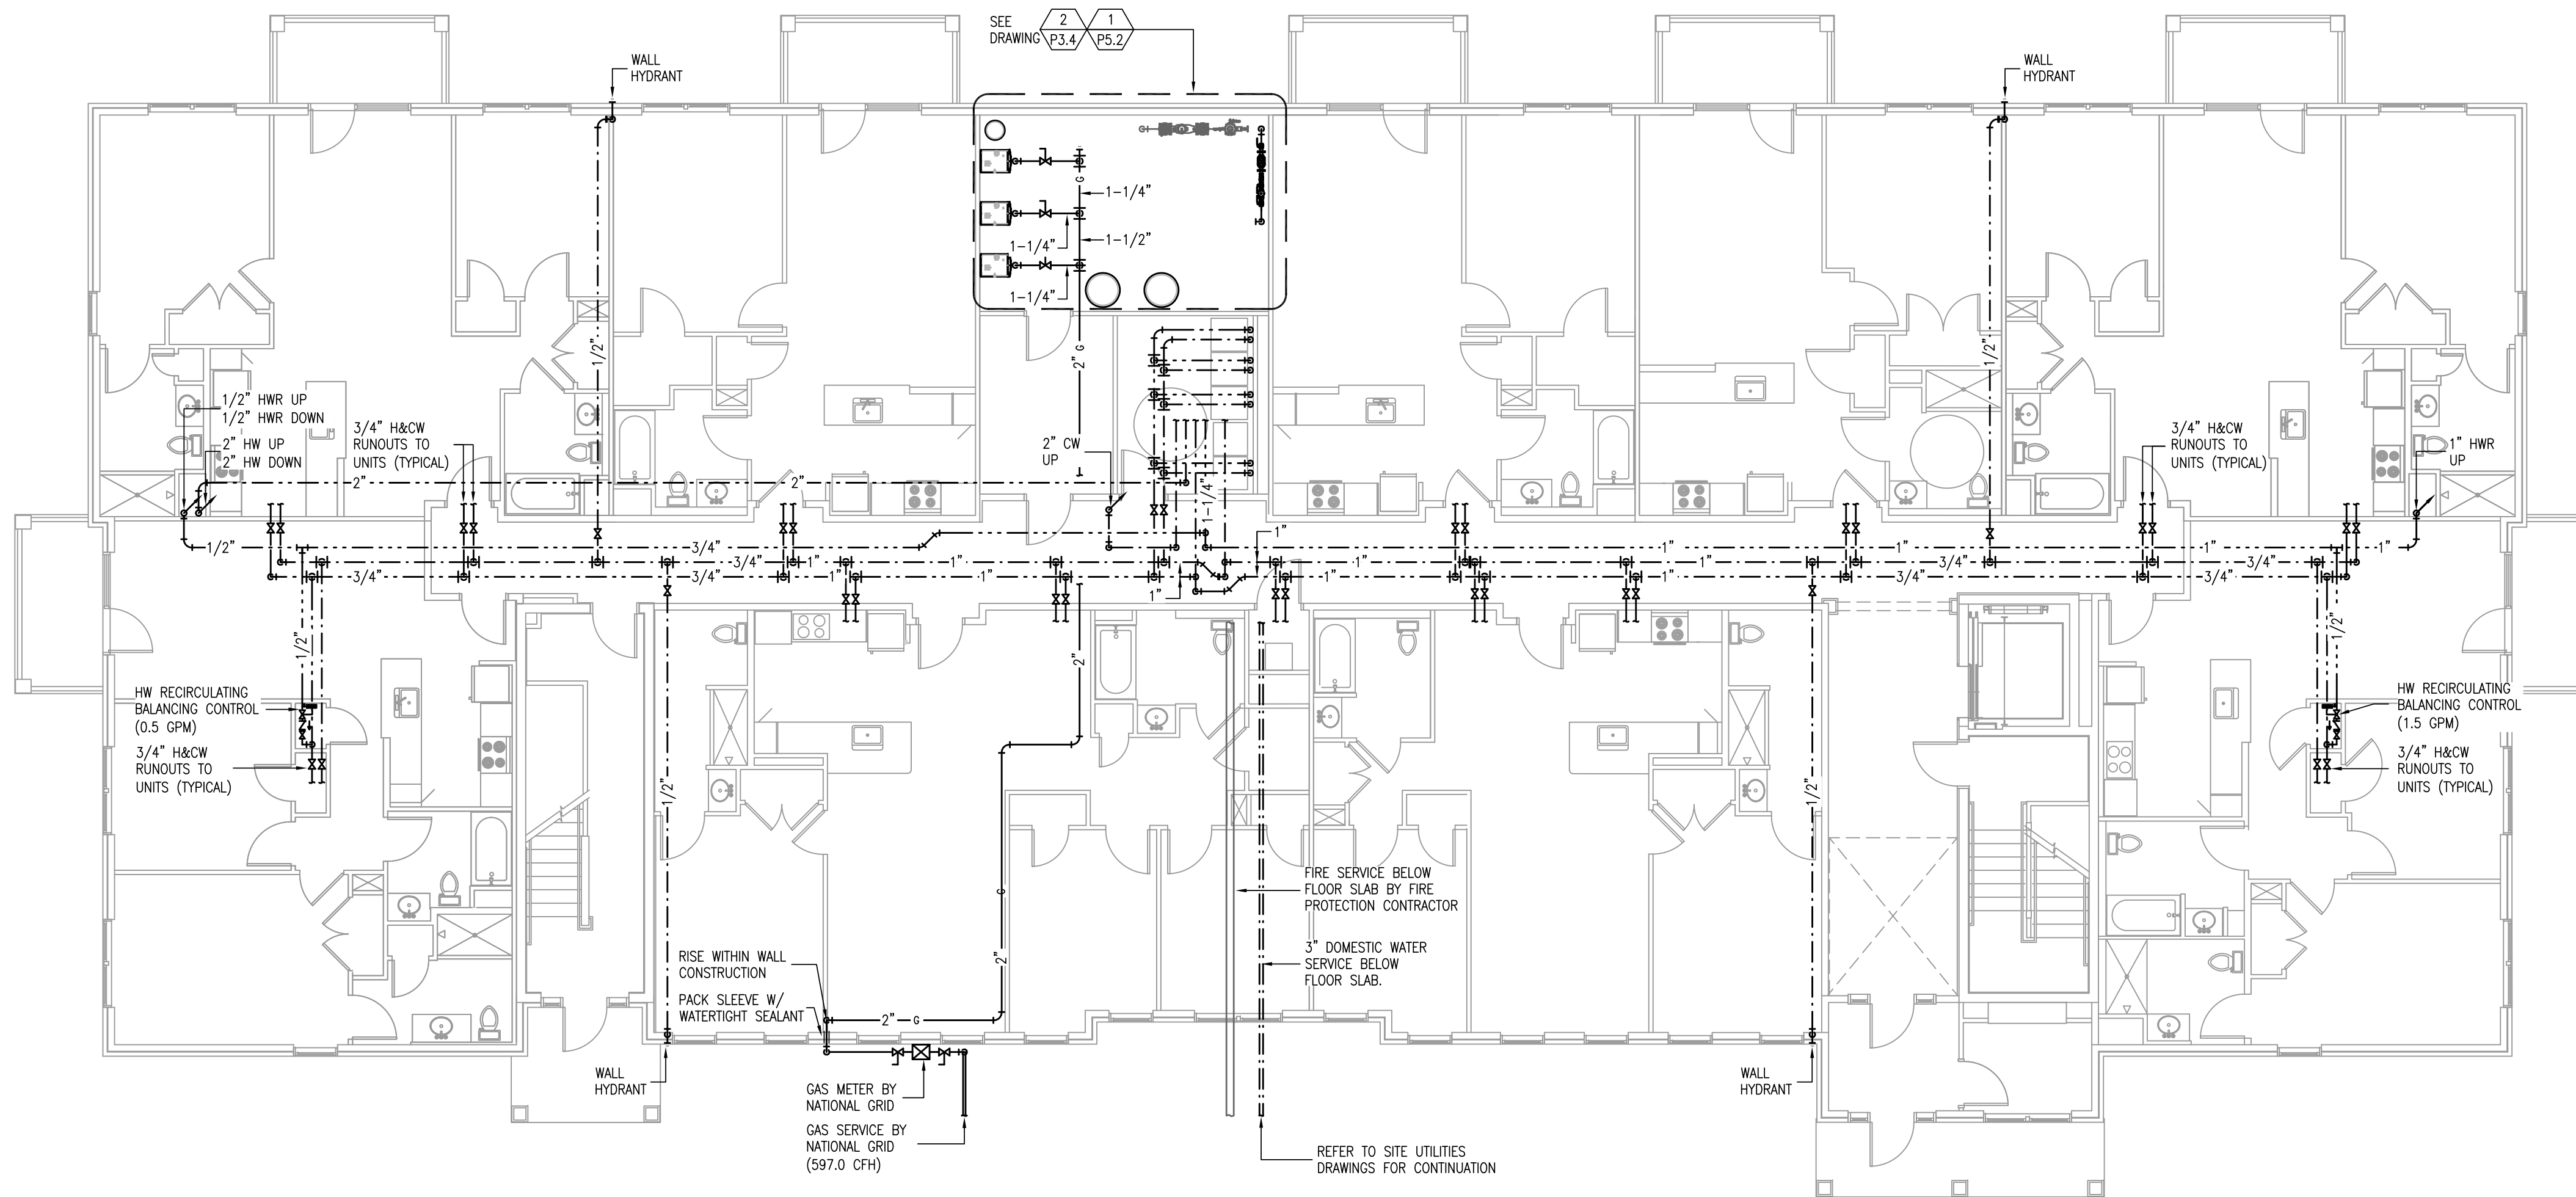 SEE
DRAWING
2
P3.4
1
P5.2
WALL
HYDRANT
WALL
HYDRANT
G
1-1/4"
1-1/4"
1-1/2"
1-1/4"
1/2"
2" G
1/2"
1/2" HWR UP
1/2" HWR DOWN
2" HW UP
2" HW DOWN
3/4" H&CW
RUNOUTS TO
UNITS (TYPICAL)
2" CW
UP
3/4" H&CW
RUNOUTS TO
UNITS (TYPICAL)
1" HWR
UP
2"
2"
1-1/4"
1"
1/2"
3/4"
1"
1"
1"
1"
1"
3/4"
1"
1"
1"
1"
1"
3/4"
3/4"
3/4"
3/4"
1"
1"
1"
1"
3/4"
3/4"
1"
1/2"
2"
1/2"
HW RECIRCULATING
BALANCING CONTROL
(0.5 GPM)
3/4" H&CW
RUNOUTS TO
UNITS (TYPICAL)
HW RECIRCULATING
BALANCING CONTROL
(1.5 GPM)
3/4" H&CW
RUNOUTS TO
UNITS (TYPICAL)
1/2"
1/2"
G
2"
FIRE SERVICE BELOW
FLOOR SLAB BY FIRE
PROTECTION CONTRACTOR
3" DOMESTIC WATER
SERVICE BELOW
FLOOR SLAB.
RISE WITHIN WALL
CONSTRUCTION
PACK SLEEVE W/
WATERTIGHT SEALANT
2" G
WALL
HYDRANT
WALL
HYDRANT
GAS METER BY
NATIONAL GRID
GAS SERVICE BY
NATIONAL GRID
(597.0 CFH)
REFER TO SITE UTILITIES
DRAWINGS FOR CONTINUATION